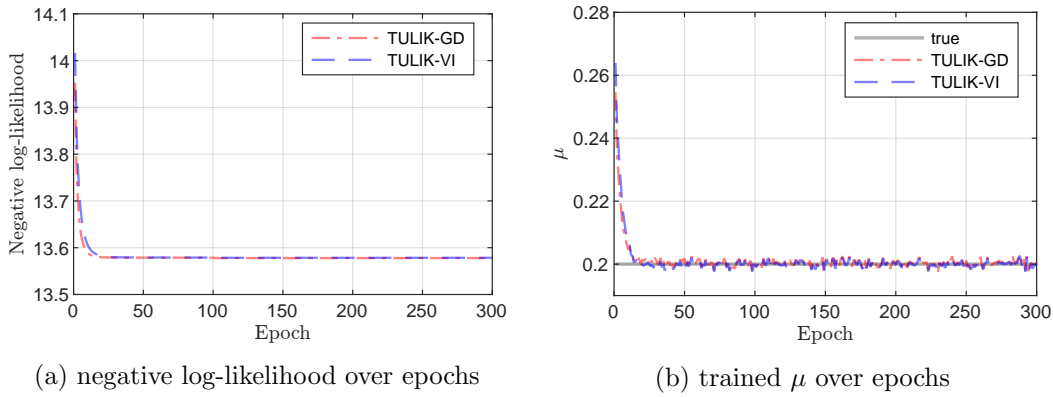 14.1
14
13.9
13.8
13.7
13.6
13.5
Negative log-likelihood
TULIK-GD
TULIK-VI
0 50 100 150 200 250 300
Epoch
(a) negative log-likelihood over epochs
0.28
0.26
0.24
0.22
0.2
μ
true
TULIK-GD
TULIK-VI
0 50 100 150 200 250 300
Epoch
(b) trained μ over epochs